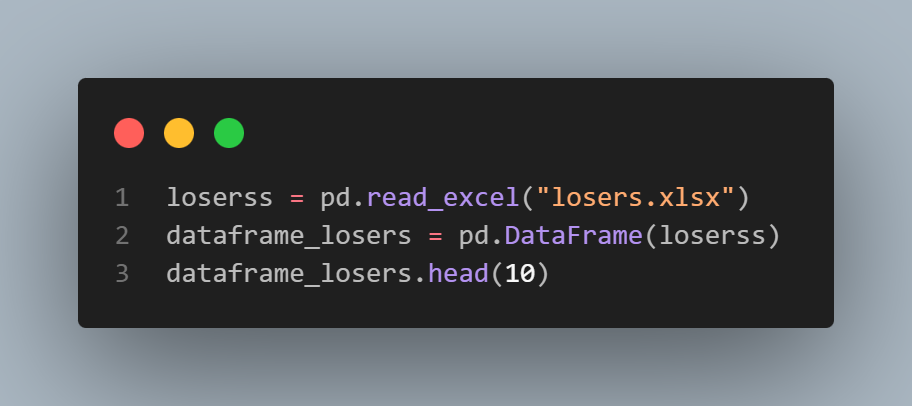 1 loserss = pd.read_excel("losers.xlsx")
2 dataframe_losers = pd.DataFrame(loserss)
3 dataframe_losers.head(10)